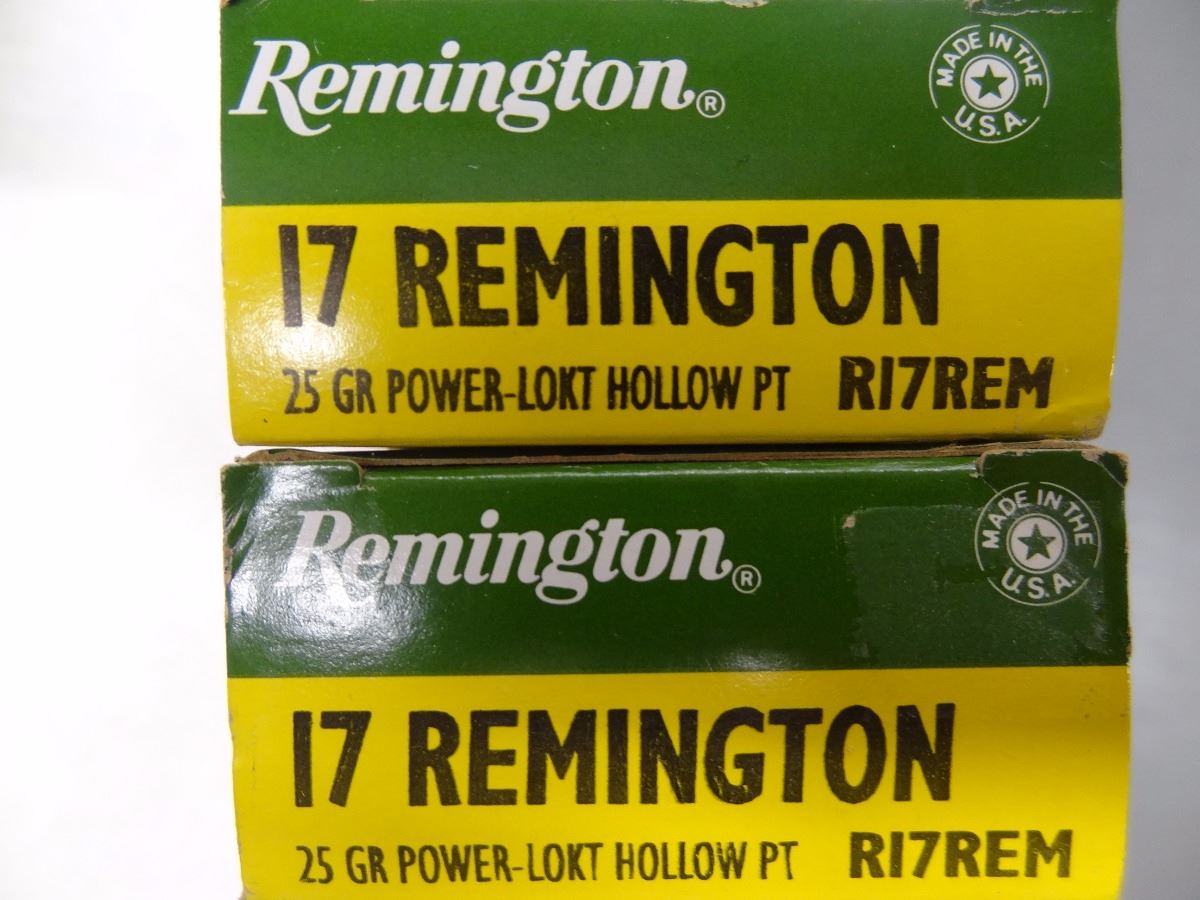 Remington®
MADE IN THE
U.S.A.
17 REMINGTON
25 GR POWER-LOKT HOLLOW PT R17REM
Remington®
MADE IN THE
U.S.A.
17 REMINGTON
25 GR POWER-LOKT HOLLOW PT R17REM